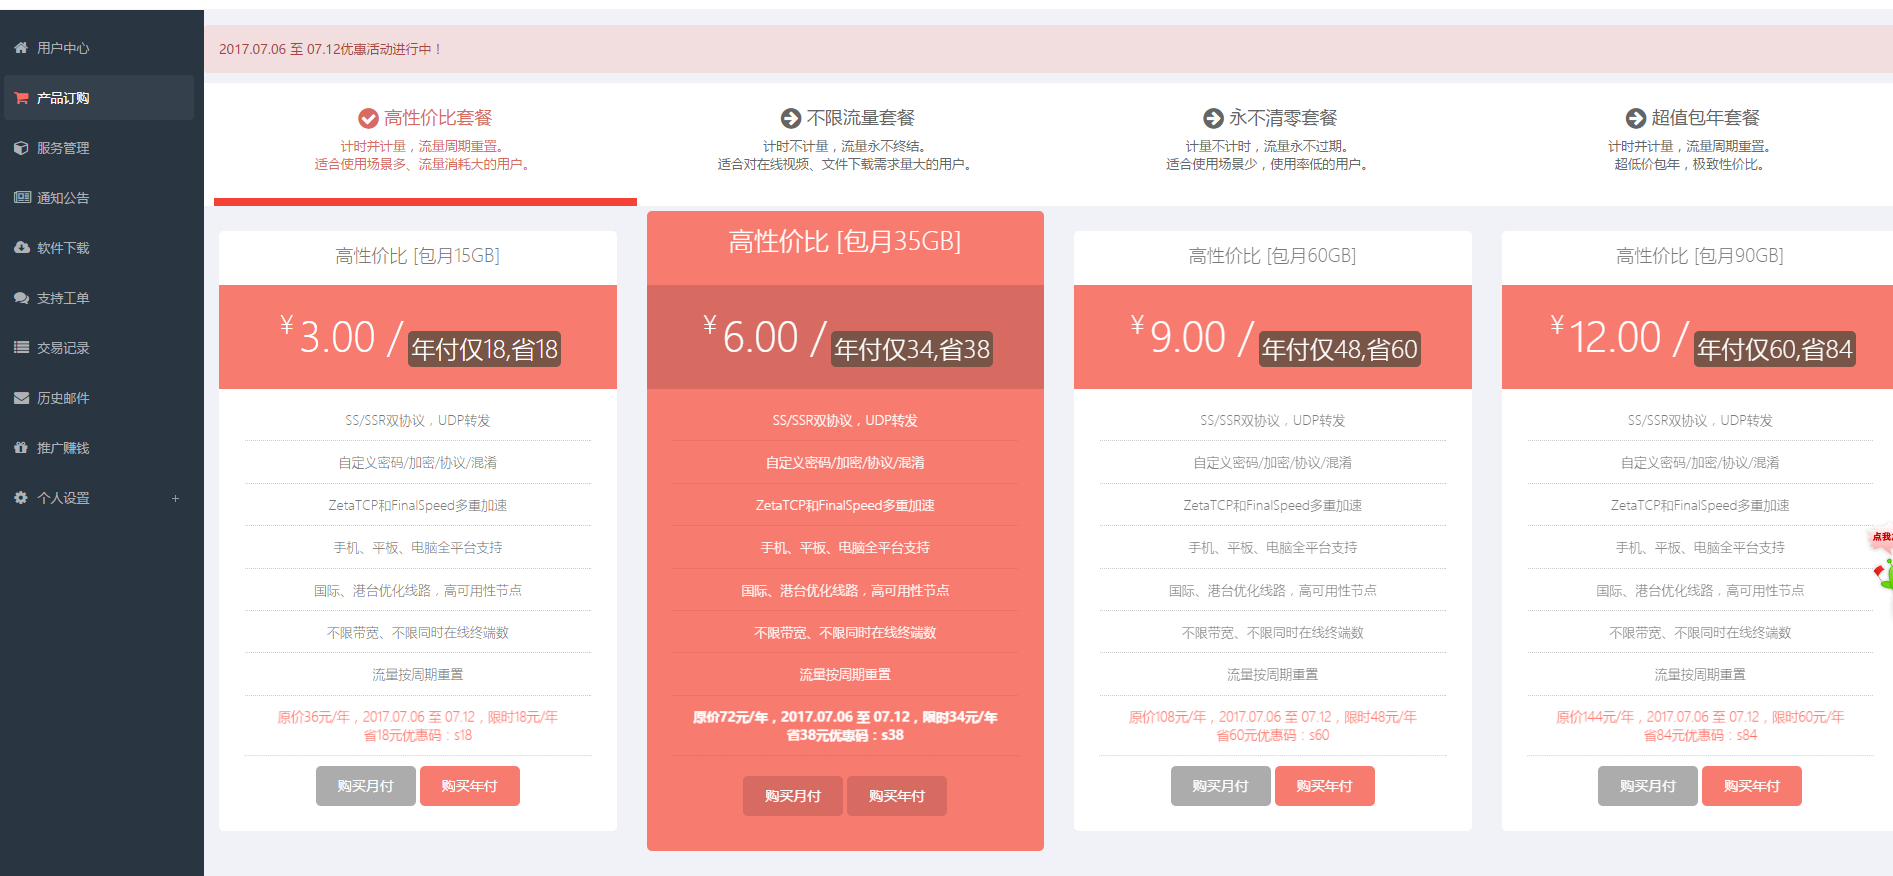 用户中心
产品订购
服务管理
通知公告
软件下载
支持工单
交易记录
历史邮件
推广赚钱
个人设置 +
2017.07.06 至 07.12优惠活动进行中！
高性价比套餐
计时并计量，流量周期重置。
适合使用场景多、流量消耗大的用户。
不限流量套餐
计时不计量，流量永不终结。
适合对在线视频、文件下载需求量大的用户。
永不清零套餐
计量不计时，流量永不过期。
适合使用场景少，使用率低的用户。
超值包年套餐
计时并计量，流量周期重置。
超低价包年，极致性价比。
高性价比 [包月15GB]
¥ 3.00 / 年付仅18,省18
SS/SSR双协议，UDP转发
自定义密码/加密/协议/混淆
ZetaTCP和FinalSpeed多重加速
手机、平板、电脑全平台支持
国际、港台优化线路，高可用性节点
不限带宽、不限同时在线终端数
流量按周期重置
原价36元/年，2017.07.06 至 07.12，限时18元/年
省18元优惠码：s18
购买月付 购买年付
高性价比 [包月35GB]
¥ 6.00 / 年付仅34,省38
SS/SSR双协议，UDP转发
自定义密码/加密/协议/混淆
ZetaTCP和FinalSpeed多重加速
手机、平板、电脑全平台支持
国际、港台优化线路，高可用性节点
不限带宽、不限同时在线终端数
流量按周期重置
原价72元/年，2017.07.06 至 07.12，限时34元/年
省38元优惠码：s38
购买月付 购买年付
高性价比 [包月60GB]
¥ 9.00 / 年付仅48,省60
SS/SSR双协议，UDP转发
自定义密码/加密/协议/混淆
ZetaTCP和FinalSpeed多重加速
手机、平板、电脑全平台支持
国际、港台优化线路，高可用性节点
不限带宽、不限同时在线终端数
流量按周期重置
原价108元/年，2017.07.06 至 07.12，限时48元/年
省60元优惠码：s60
购买月付 购买年付
高性价比 [包月90GB]
¥ 12.00 / 年付仅60,省84
SS/SSR双协议，UDP转发
自定义密码/加密/协议/混淆
ZetaTCP和FinalSpeed多重加速
手机、平板、电脑全平台支持
国际、港台优化线路，高可用性节点
不限带宽、不限同时在线终端数
流量按周期重置
原价144元/年，2017.07.06 至 07.12，限时60元/年
省84元优惠码：s84
购买月付 购买年付
点我